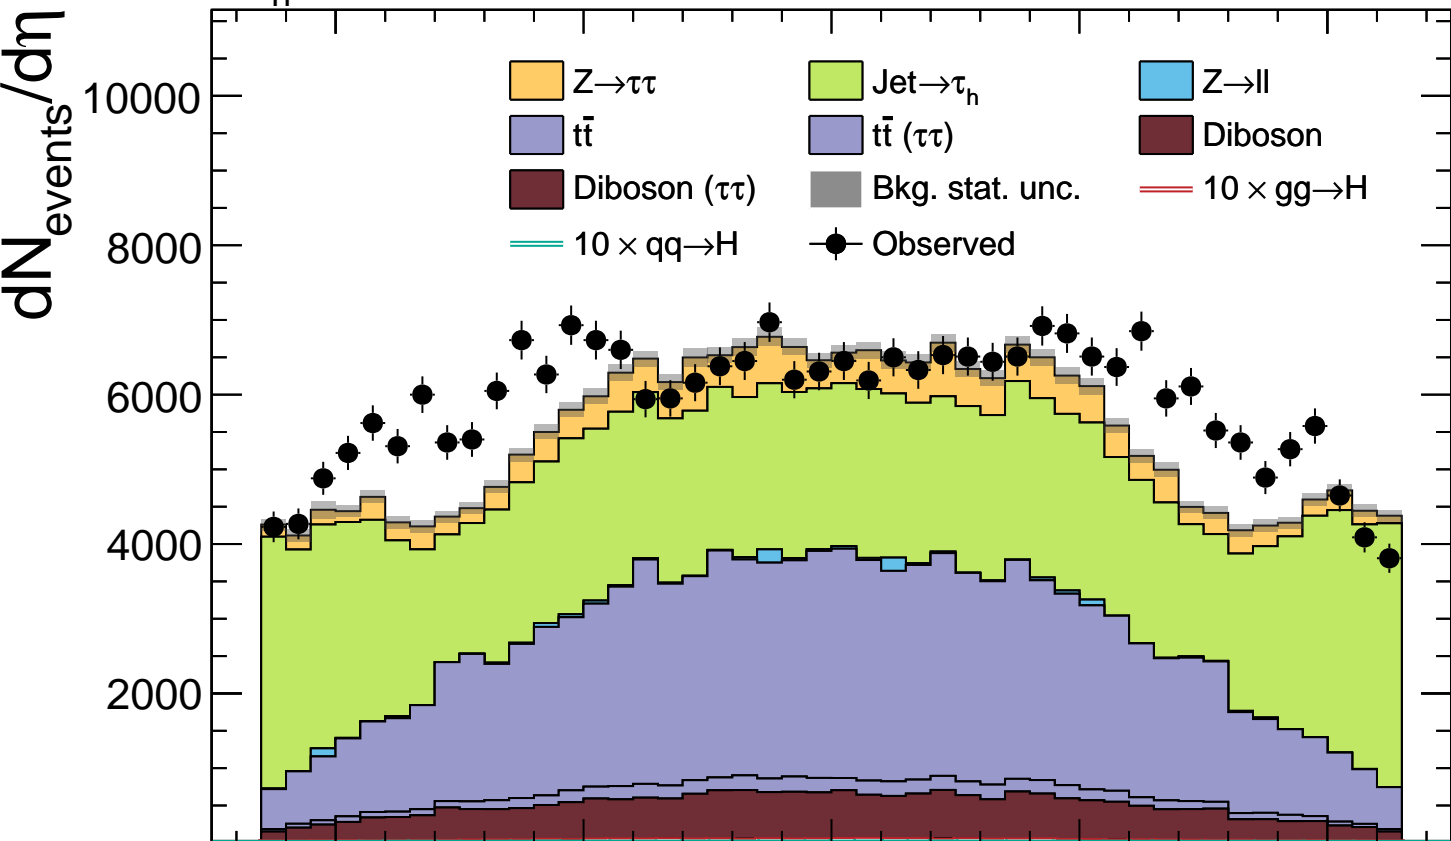 dN_events/dη
10000
8000
6000
4000
2000
Z→ττ Jet→τ_h Z→ll
tt̄ tt̄ (ττ) Diboson
Diboson (ττ) Bkg. stat. unc. 10 × gg→H
10 × qq→H Observed